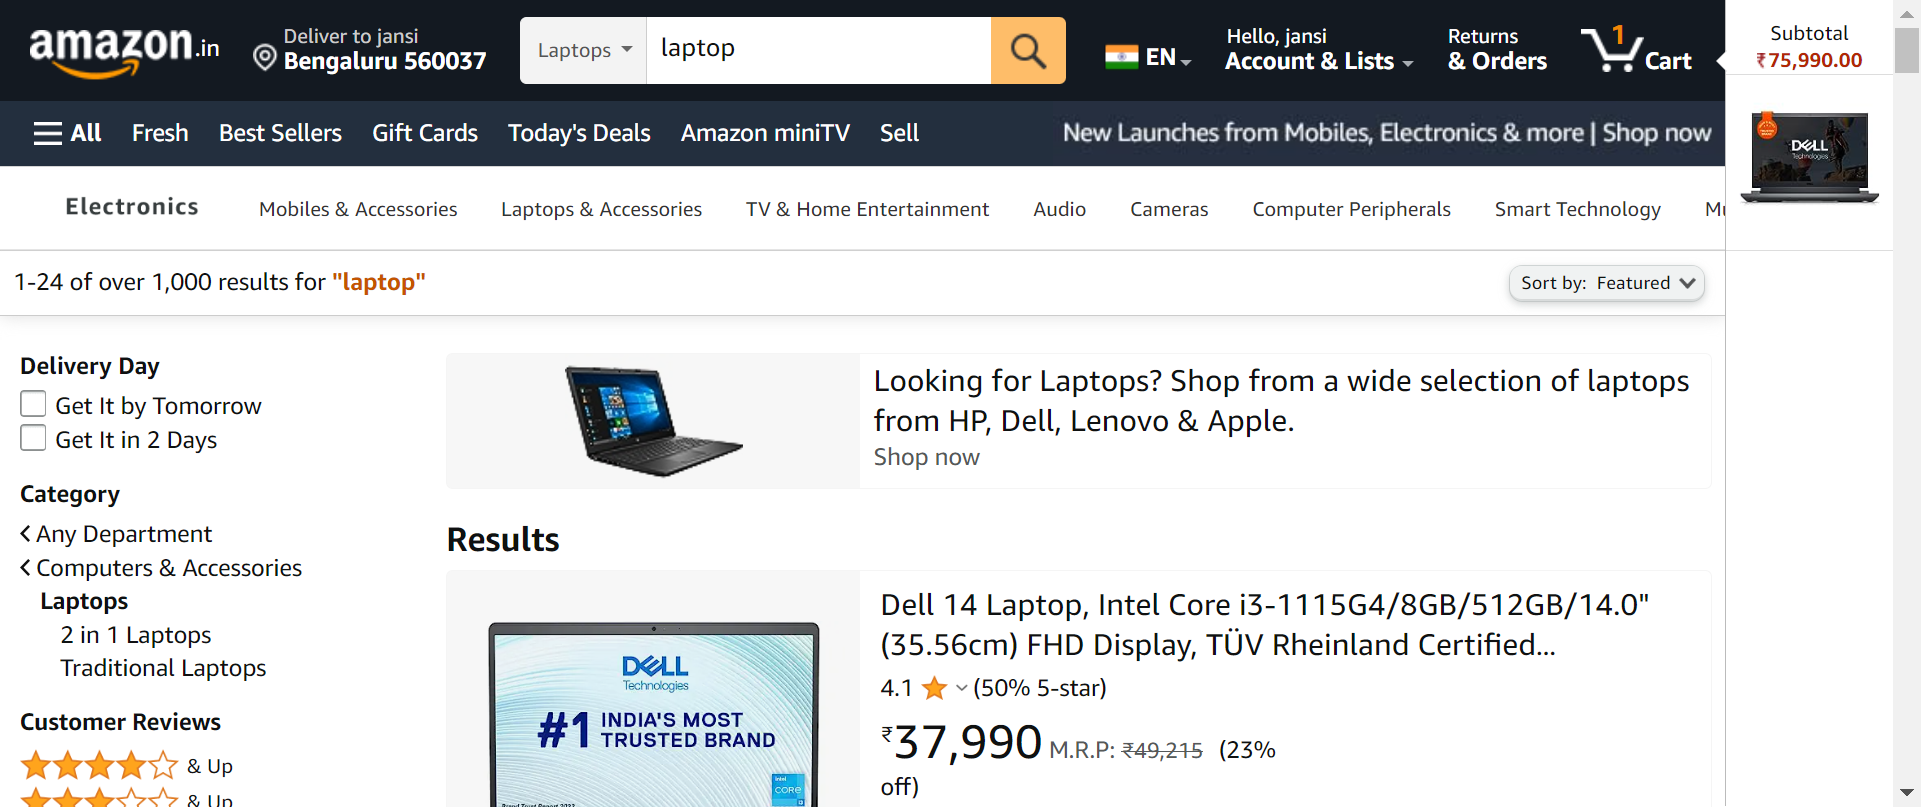 amazon.in
Deliver to jansi
Bengaluru 560037
Laptops
laptop
EN
Hello, jansi
Account & Lists
Returns
& Orders
1
Cart
Subtotal
₹75,990.00
All
Fresh
Best Sellers
Gift Cards
Today's Deals
Amazon miniTV
Sell
New Launches from Mobiles, Electronics & more | Shop now
DELL
Technologies
Electronics
Mobiles & Accessories
Laptops & Accessories
TV & Home Entertainment
Audio
Cameras
Computer Peripherals
Smart Technology
1-24 of over 1,000 results for "laptop"
Sort by: Featured
Delivery Day
Get It by Tomorrow
Get It in 2 Days
Category
Any Department
Computers & Accessories
Laptops
2 in 1 Laptops
Traditional Laptops
Customer Reviews
& Up
& Up
Looking for Laptops? Shop from a wide selection of laptops
from HP, Dell, Lenovo & Apple.
Shop now
Results
DELL
Technologies
#1 INDIA'S MOST
TRUSTED BRAND
intel
CORE
i3
Dell 14 Laptop, Intel Core i3-1115G4/8GB/512GB/14.0"
(35.56cm) FHD Display, TÜV Rheinland Certified...
4.1 (50% 5-star)
₹37,990 M.R.P: ₹49,215 (23%
off)